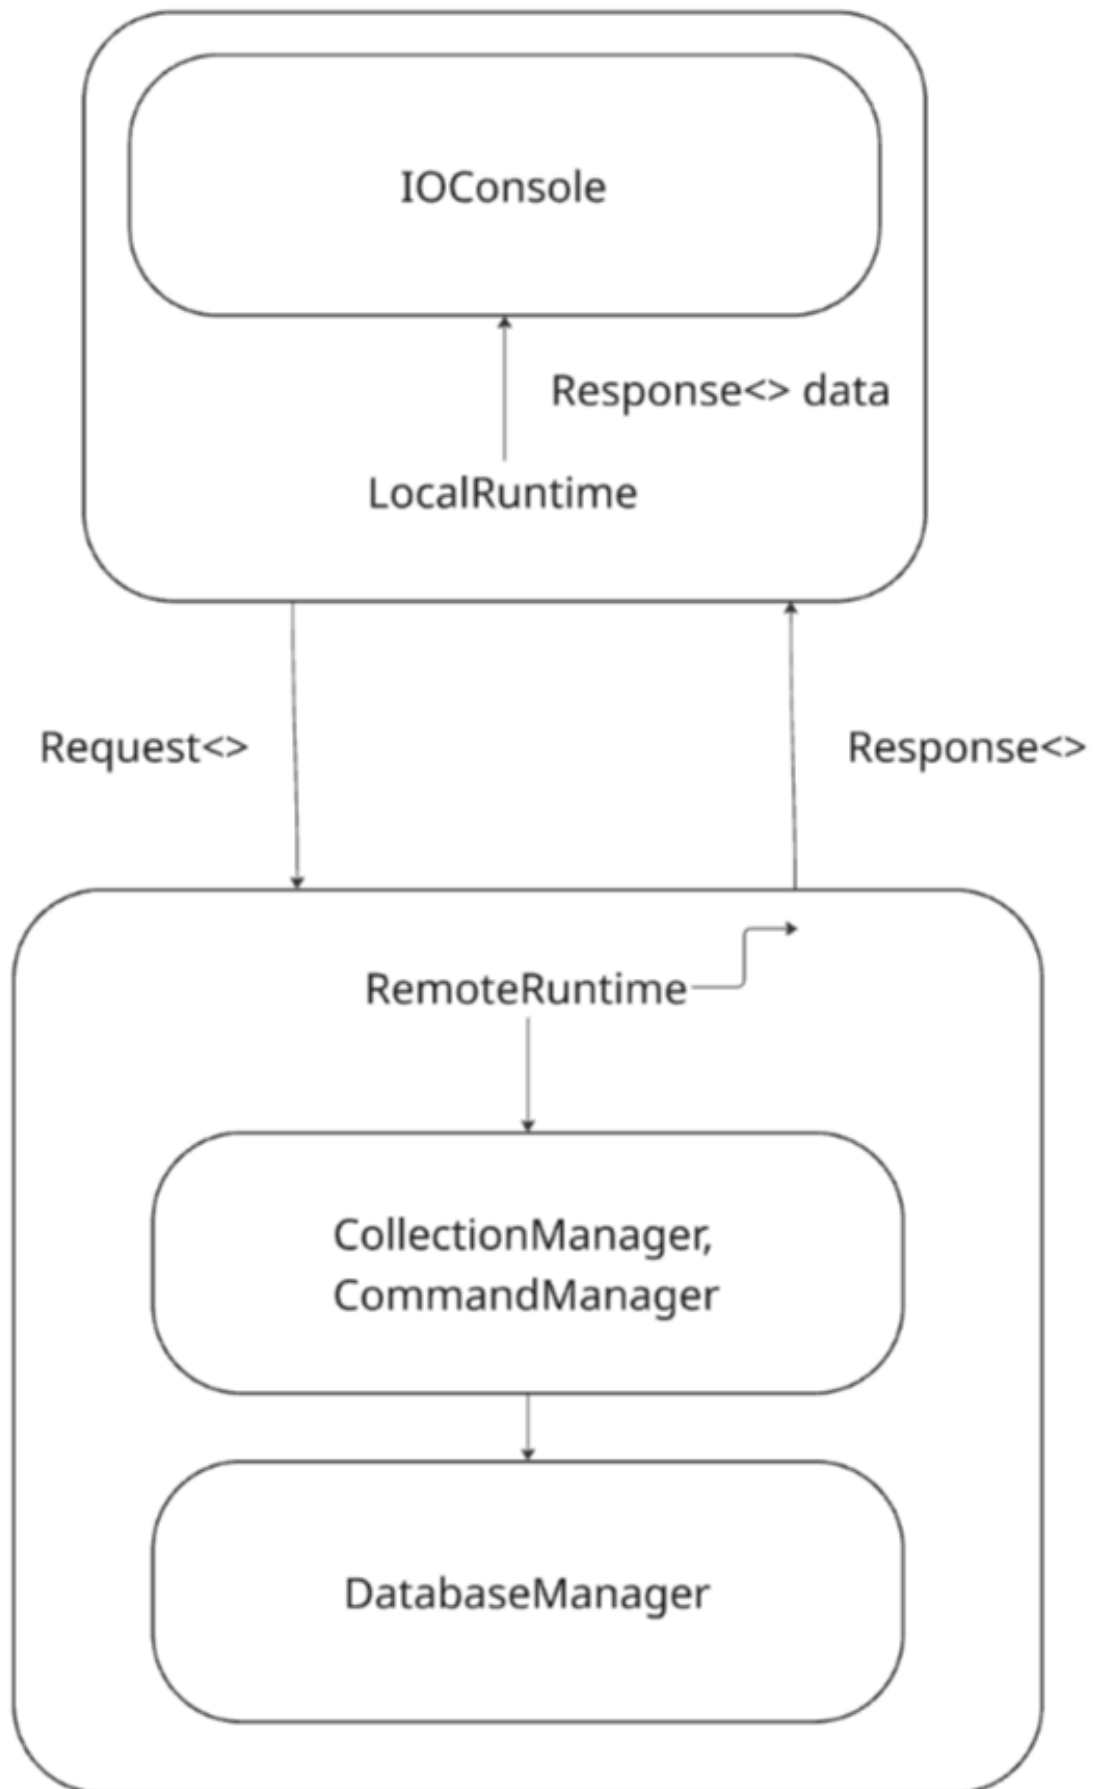 IOConsole
Response<> data
LocalRuntime
Request<>
Response<>
RemoteRuntime
CollectionManager,
CommandManager
DatabaseManager